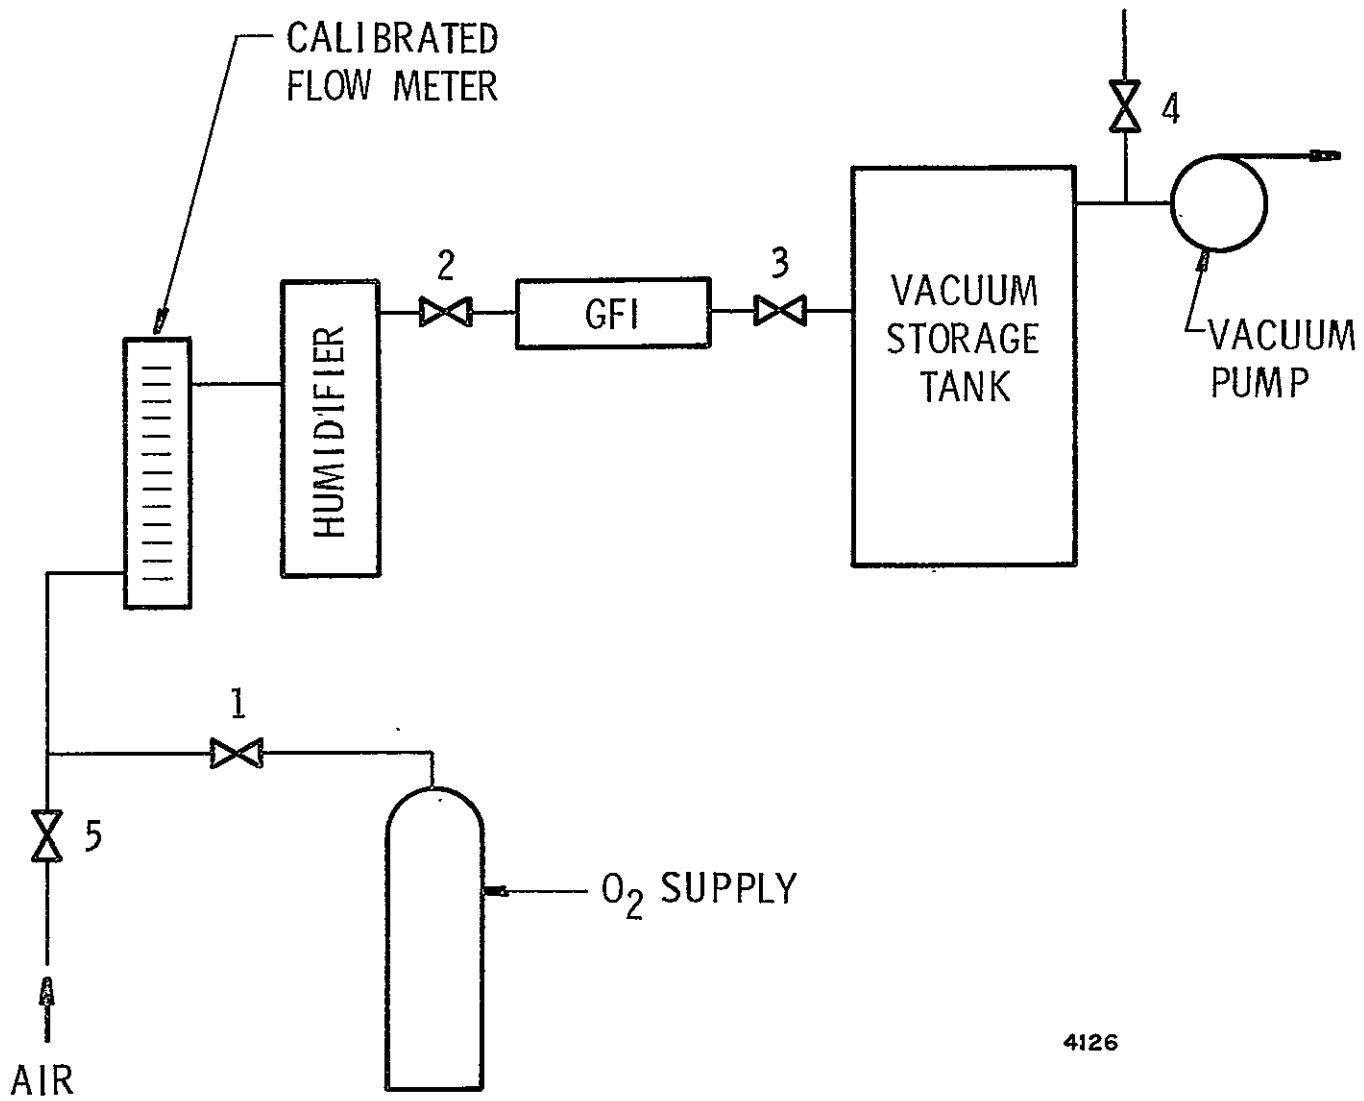 CALIBRATED
FLOW METER
4
2
GFI
3
VACUUM
STORAGE
TANK
VACUUM
PUMP
HUMIDIFIER
1
5
O2 SUPPLY
AIR
4126